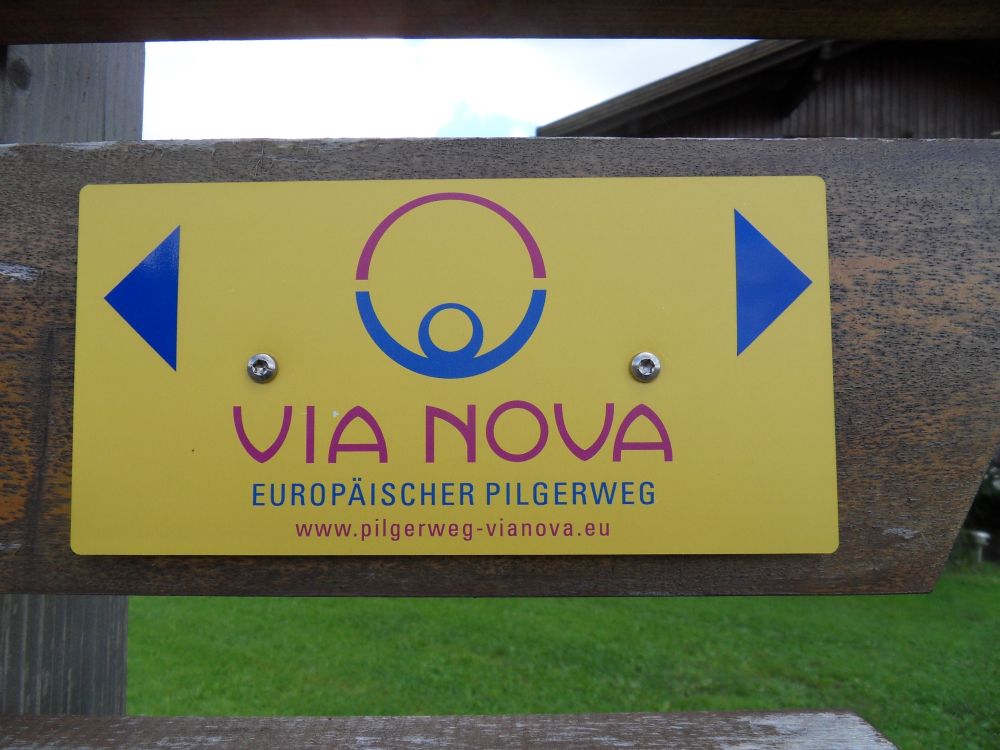 VIA NOVA
EUROPÄISCHER PILGERWEG
www.pilgerweg-vianova.eu